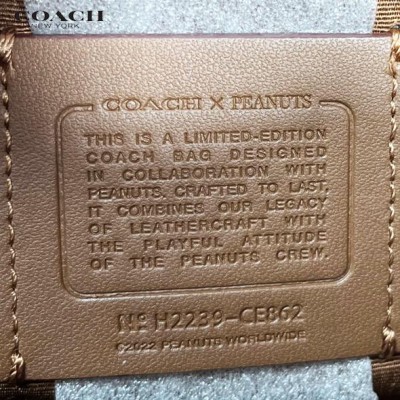 COACH
NEW YORK
COACH × PEANUTS
THIS IS A LIMITED-EDITION
COACH BAG DESIGNED
IN COLLABORATION WITH
PEANUTS. CRAFTED TO LAST,
IT COMBINES OUR LEGACY
OF LEATHERCRAFT WITH
THE PLAYFUL ATTITUDE
OF THE PEANUTS CREW.
Nº H2239-CE862
©2022 PEANUTS WORLDWIDE